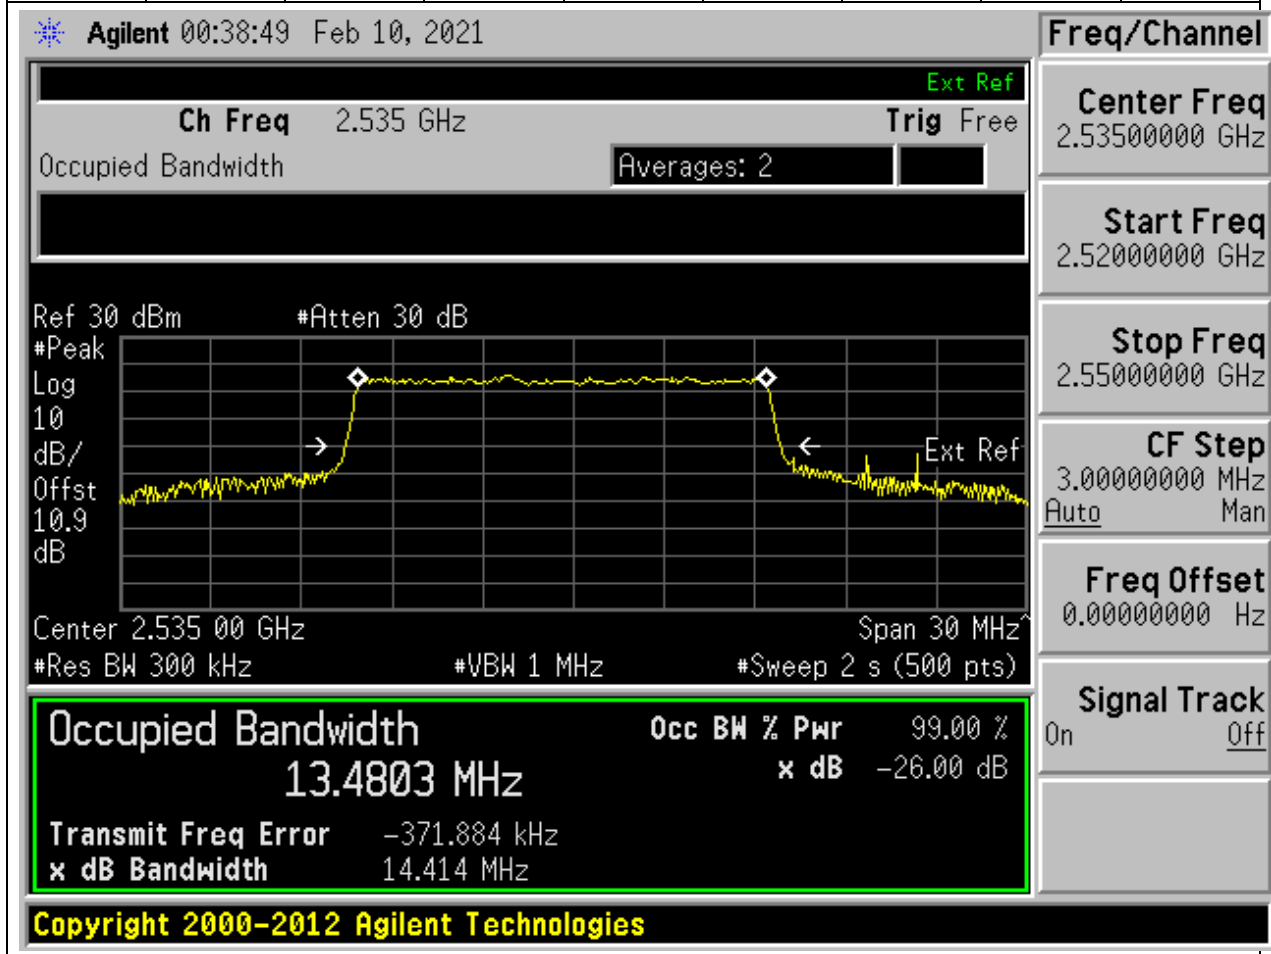 Agilent 00:38:49 Feb 10, 2021
Freq/Channel
Ext Ref
Ch Freq 2.535 GHz Trig Free
Occupied Bandwidth Averages: 2
Ref 30 dBm #Atten 30 dB
#Peak
Log
10
dB/
Offst
10.9
dB
Ext Ref
Center 2.535 00 GHz Span 30 MHz^
#Res BW 300 kHz #VBW 1 MHz #Sweep 2 s (500 pts)
Occupied Bandwidth Occ BW % Pwr 99.00 %
13.4803 MHz x dB -26.00 dB
Transmit Freq Error -371.884 kHz
x dB Bandwidth 14.414 MHz
Copyright 2000-2012 Agilent Technologies
Center Freq
2.53500000 GHz
Start Freq
2.52000000 GHz
Stop Freq
2.55000000 GHz
CF Step
3.00000000 MHz
Auto Man
Freq Offset
0.00000000 Hz
Signal Track
On Off